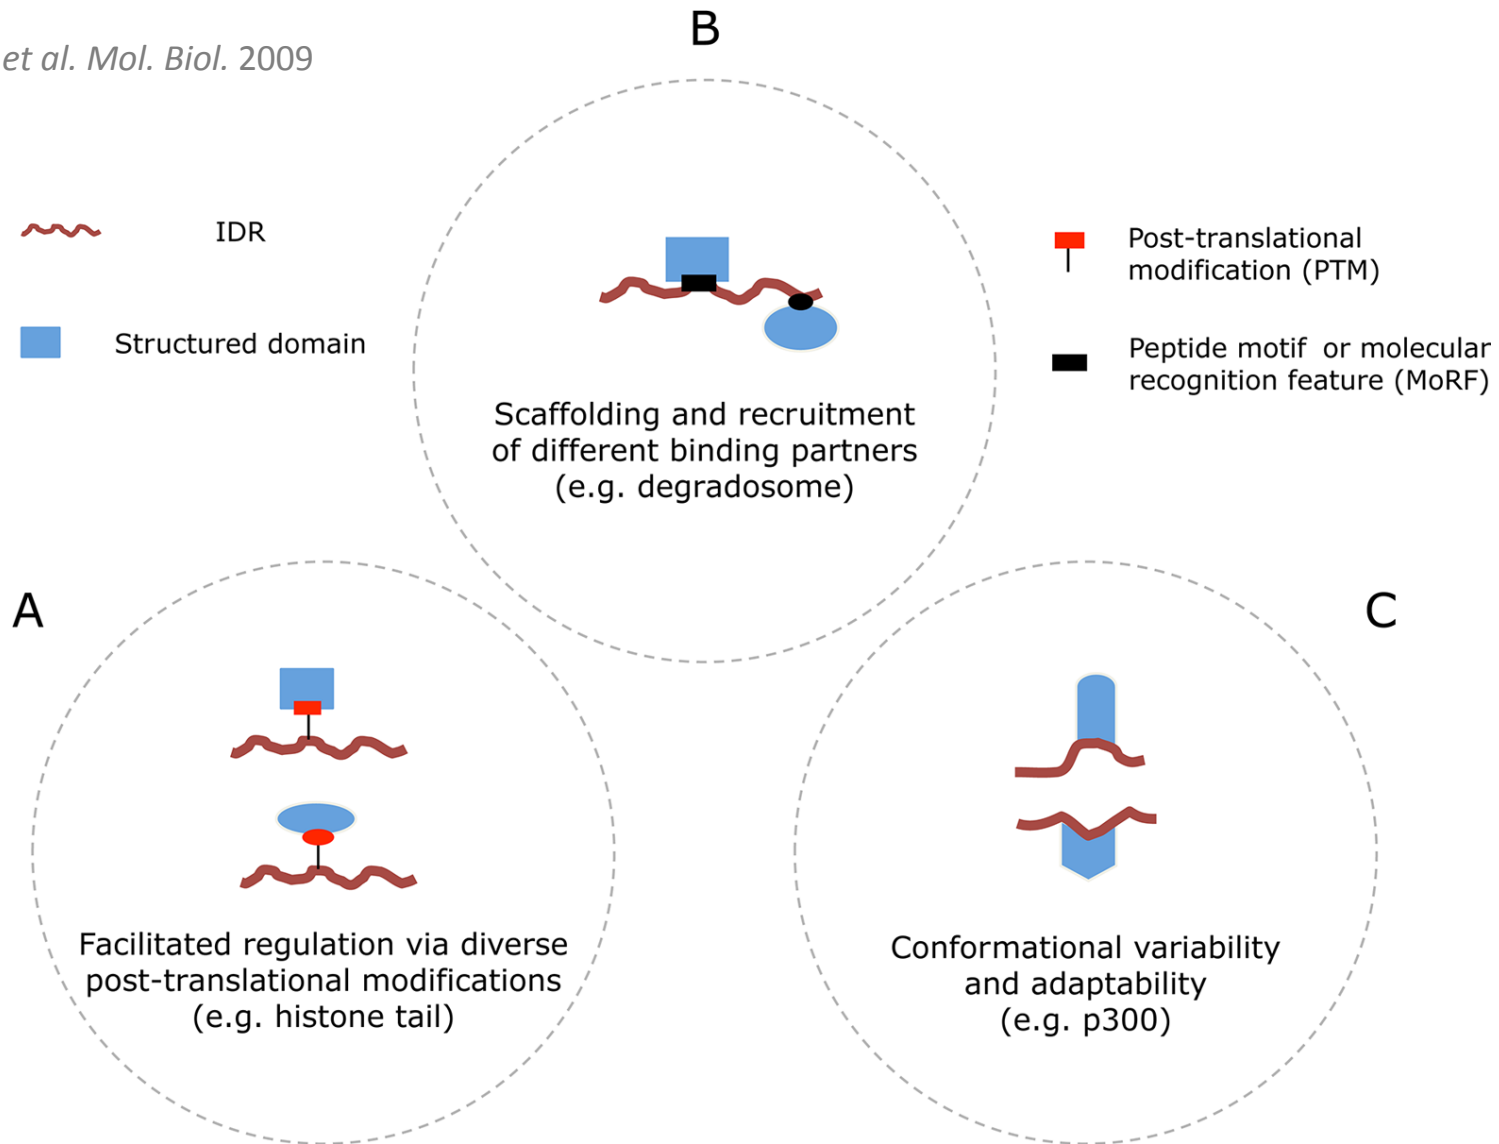 et al. Mol. Biol. 2009
B
IDR
Structured domain
Post-translational
modification (PTM)
Peptide motif or molecular
recognition feature (MoRF)
Scaffolding and recruitment
of different binding partners
(e.g. degradosome)
A
Facilitated regulation via diverse
post-translational modifications
(e.g. histone tail)
C
Conformational variability
and adaptability
(e.g. p300)